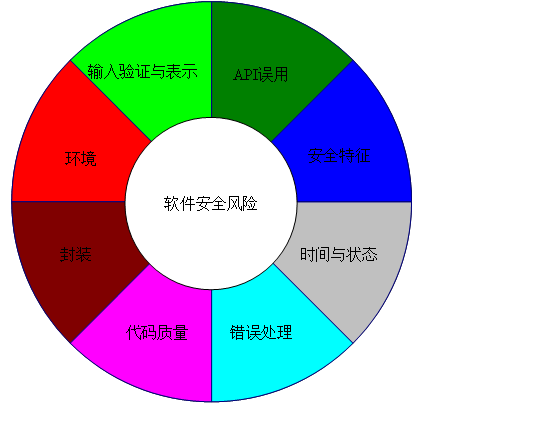 输入验证与表示
API误用
安全特征
环境
软件安全风险
封装
时间与状态
代码质量
错误处理